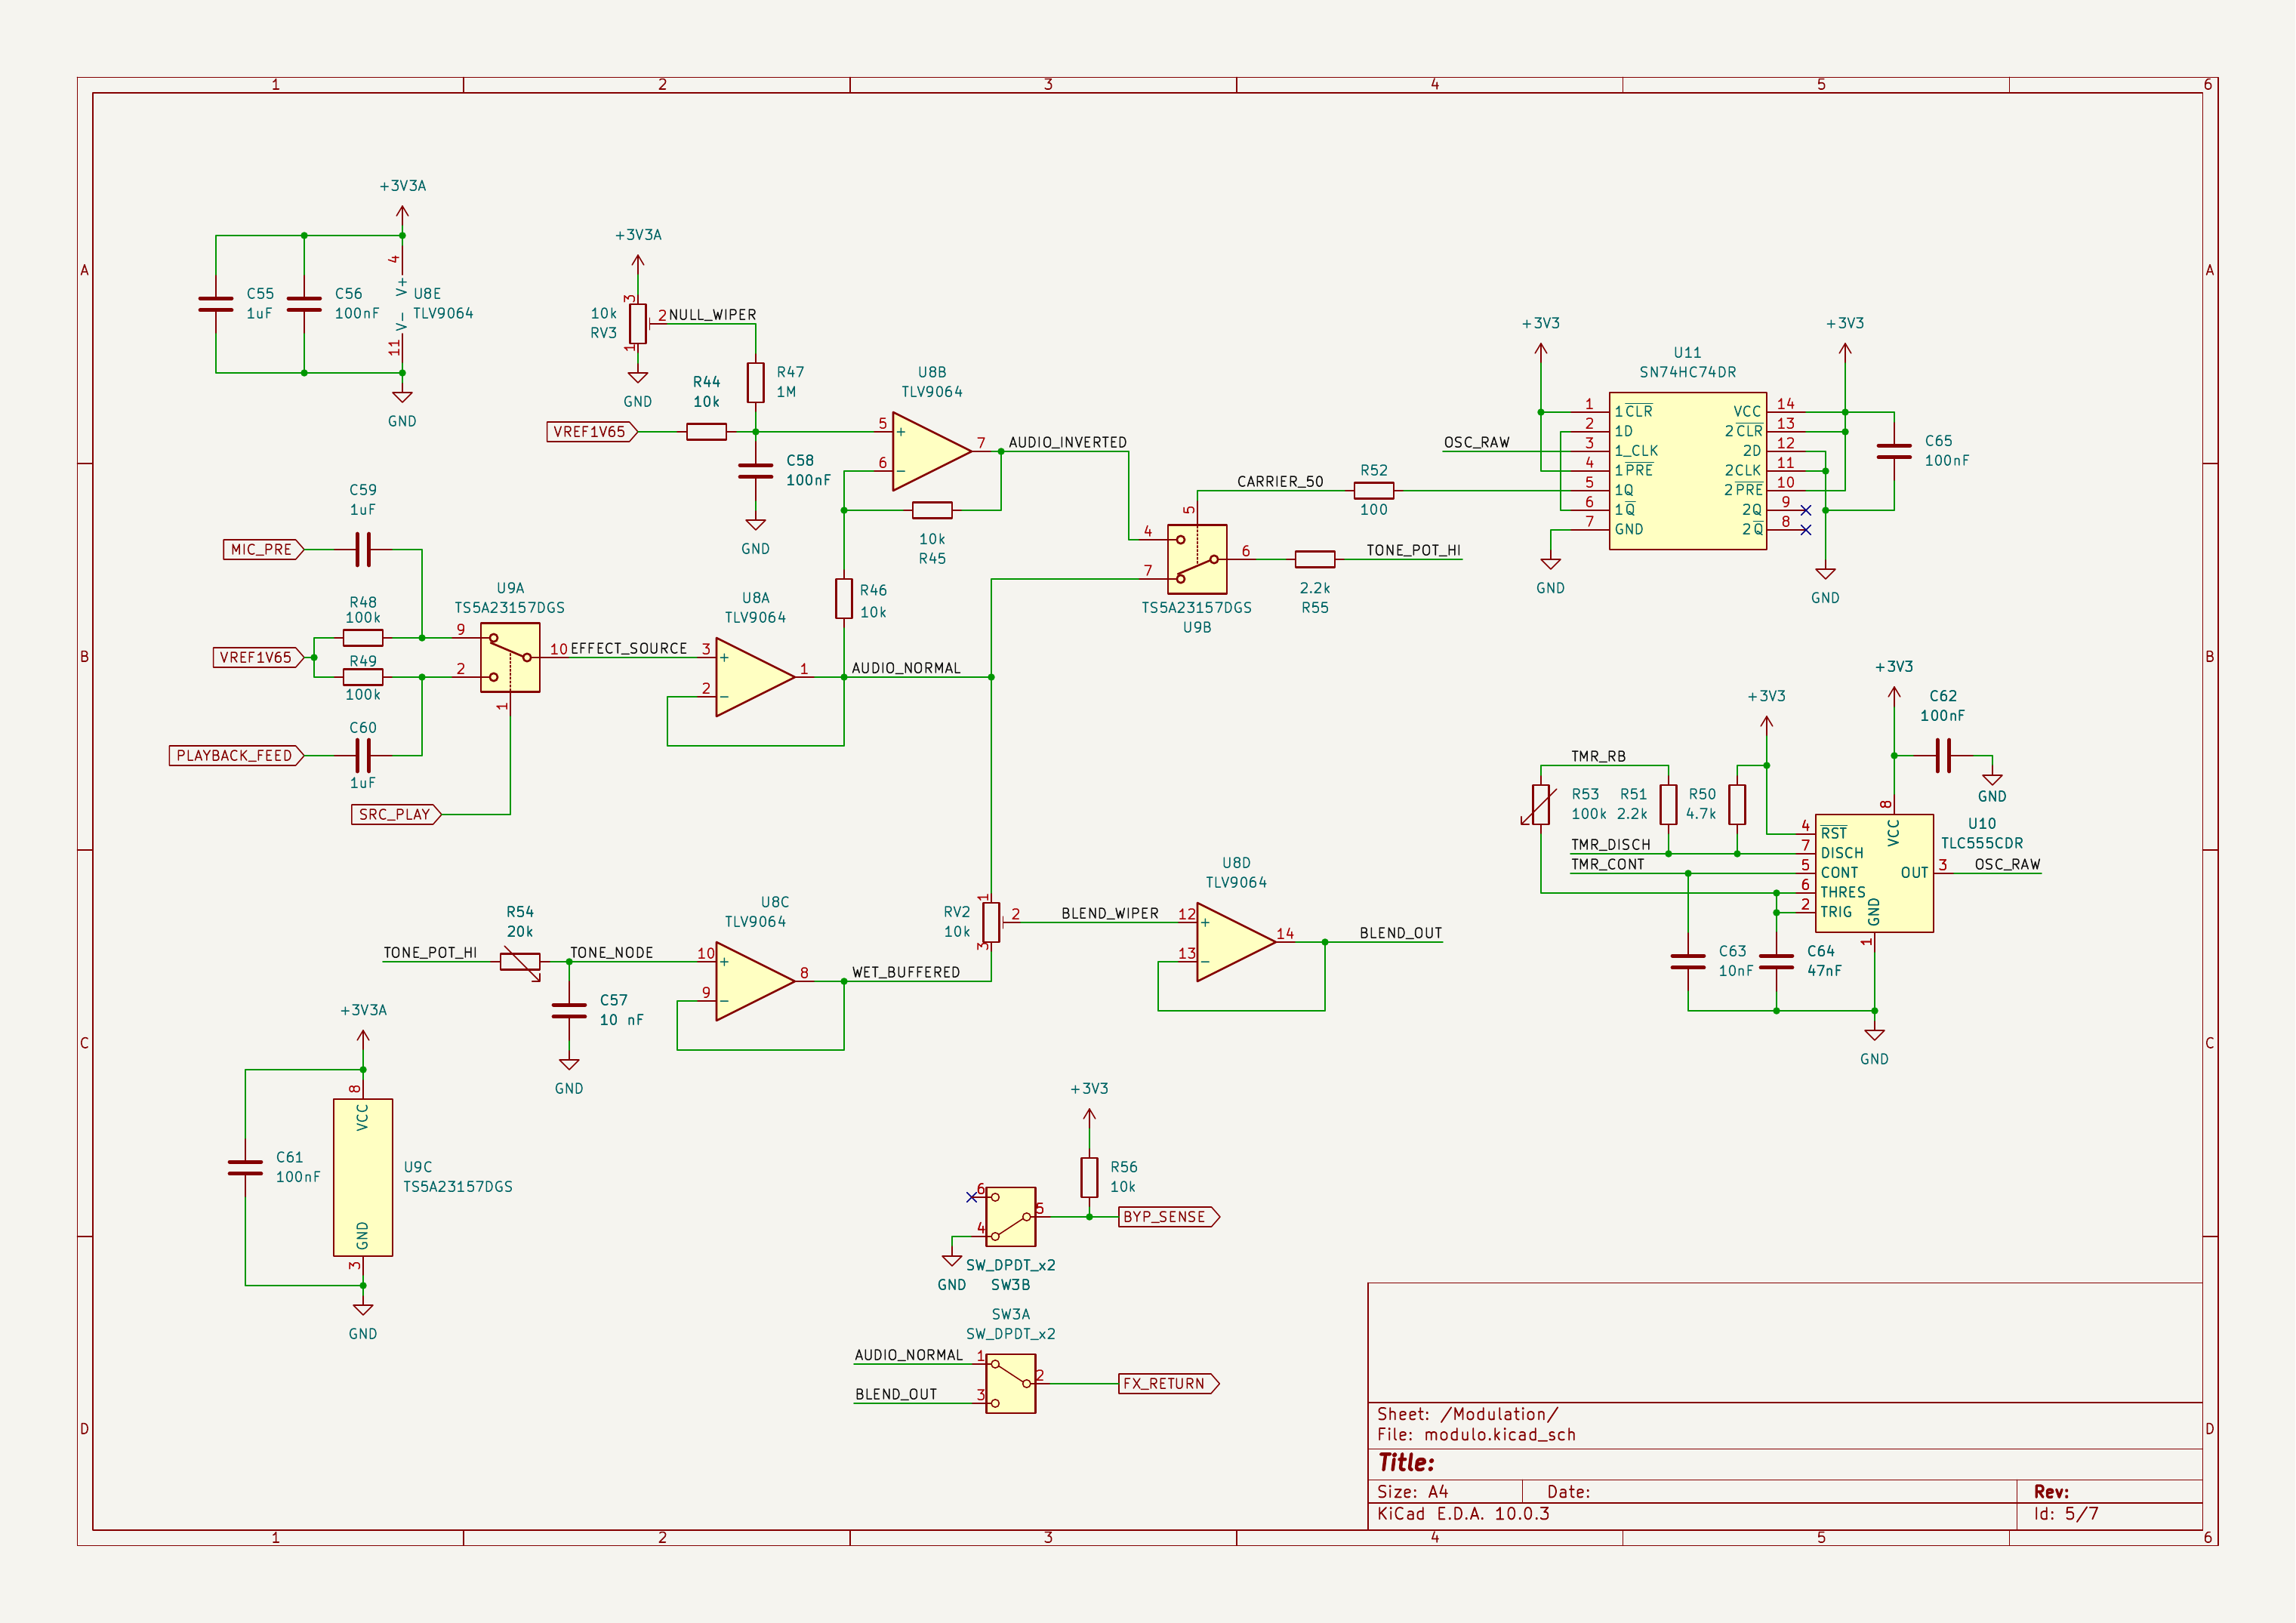 1 2 3 4 5 6
A A
B B
C C
D D
1 2 3 4 5 6
+3V3A
4
V+
V-
11
C55
1uF
C56
100nF
U8E
TLV9064
GND
+3V3A
3
10k
RV3
1
2
NULL_WIPER
GND
R47
1M
R44
10k
VREF1V65
C58
100nF
GND
U8B
TLV9064
5
+
6
-
7
AUDIO_INVERTED
10k
R45
R46
10k
C59
1uF
MIC_PRE
R48
100k
VREF1V65
R49
100k
C60
1uF
PLAYBACK_FEED
SRC_PLAY
U9A
TS5A23157DGS
9
2
1
10
EFFECT_SOURCE
U8A
TLV9064
3
+
2
-
1
AUDIO_NORMAL
CARRIER_50
R52
100
5
4
7
6
TS5A23157DGS
U9B
2.2k
R55
TONE_POT_HI
OSC_RAW
+3V3
+3V3
U11
SN74HC74DR
1
1CLR
2
1D
3
1_CLK
4
1PRE
5
1Q
6
1Q
7
GND
VCC
14
2CLR
13
2D
12
2CLK
11
2PRE
10
2Q
9
2Q
8
C65
100nF
GND
GND
+3V3
+3V3
C62
100nF
GND
TMR_RB
R53
100k
R51
2.2k
R50
4.7k
TMR_DISCH
TMR_CONT
U10
TLC555CDR
8
VCC
4
RST
7
DISCH
5
CONT
6
THRES
2
TRIG
GND
1
OUT
3
OSC_RAW
C63
10nF
C64
47nF
GND
TONE_POT_HI
R54
20k
TONE_NODE
C57
10 nF
GND
U8C
TLV9064
10
+
9
-
8
WET_BUFFERED
RV2
10k
1
2
3
BLEND_WIPER
U8D
TLV9064
12
+
13
-
14
BLEND_OUT
+3V3A
8
VCC
GND
3
C61
100nF
U9C
TS5A23157DGS
GND
+3V3
R56
10k
6
4
5
BYP_SENSE
GND
SW_DPDT_x2
SW3B
SW3A
SW_DPDT_x2
AUDIO_NORMAL
1
BLEND_OUT
3
2
FX_RETURN
Sheet: /Modulation/
File: modulo.kicad_sch
Title:
Size: A4
Date:
Rev:
KiCad E.D.A. 10.0.3
Id: 5/7